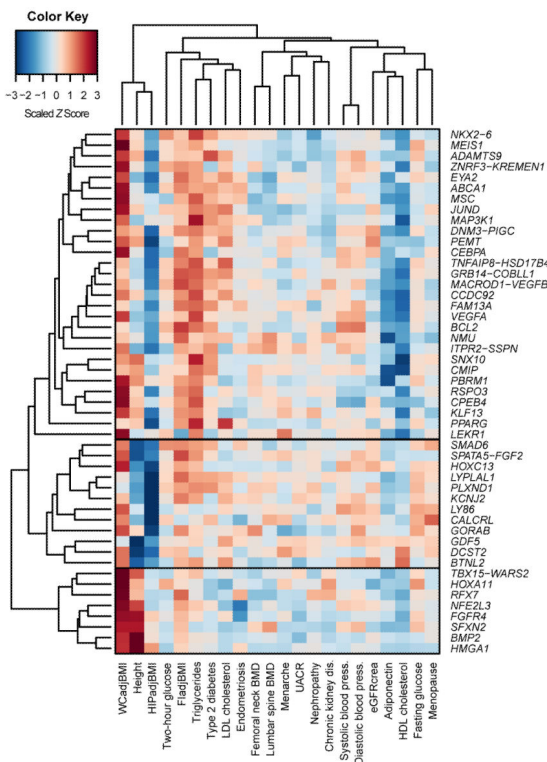 Color Key
−3−2−1 0 1 2 3
Scaled Z Score
NKX2−6
MEIS1
ADAMTS9
ZNRF3−KREMEN1
EYA2
ABCA1
MSC
JUND
MAP3K1
DNM3−PIGC
PEMT
CEBPA
TNFAIP8−HSD17B4
GRB14−COBLL1
MACROD1−VEGFB
CCDC92
FAM13A
VEGFA
BCL2
NMU
ITPR2−SSPN
SNX10
CMIP
PBRM1
RSPO3
CPEB4
KLF13
PPARG
LEKR1
SMAD6
SPATA5−FGF2
HOXC13
LYPLAL1
PLXND1
KCNJ2
LY86
CALCRL
GORAB
GDF5
DCST2
BTNL2
TBX15−WARS2
HOXA11
RFX7
NFE2L3
FGFR4
SFXN2
BMP2
HMGA1
WCadjBMI
Height
HIPadjBMI
Two−hour glucose
FIadjBMI
Triglycerides
Type 2 diabetes
LDL cholesterol
Endometriosis
Femoral neck BMD
Lumbar spine BMD
Menarche
UACR
Nephropathy
Chronic kidney dis.
Systolic blood press.
Diastolic blood press.
eGFRcrea
Adiponectin
HDL cholesterol
Fasting glucose
Menopause